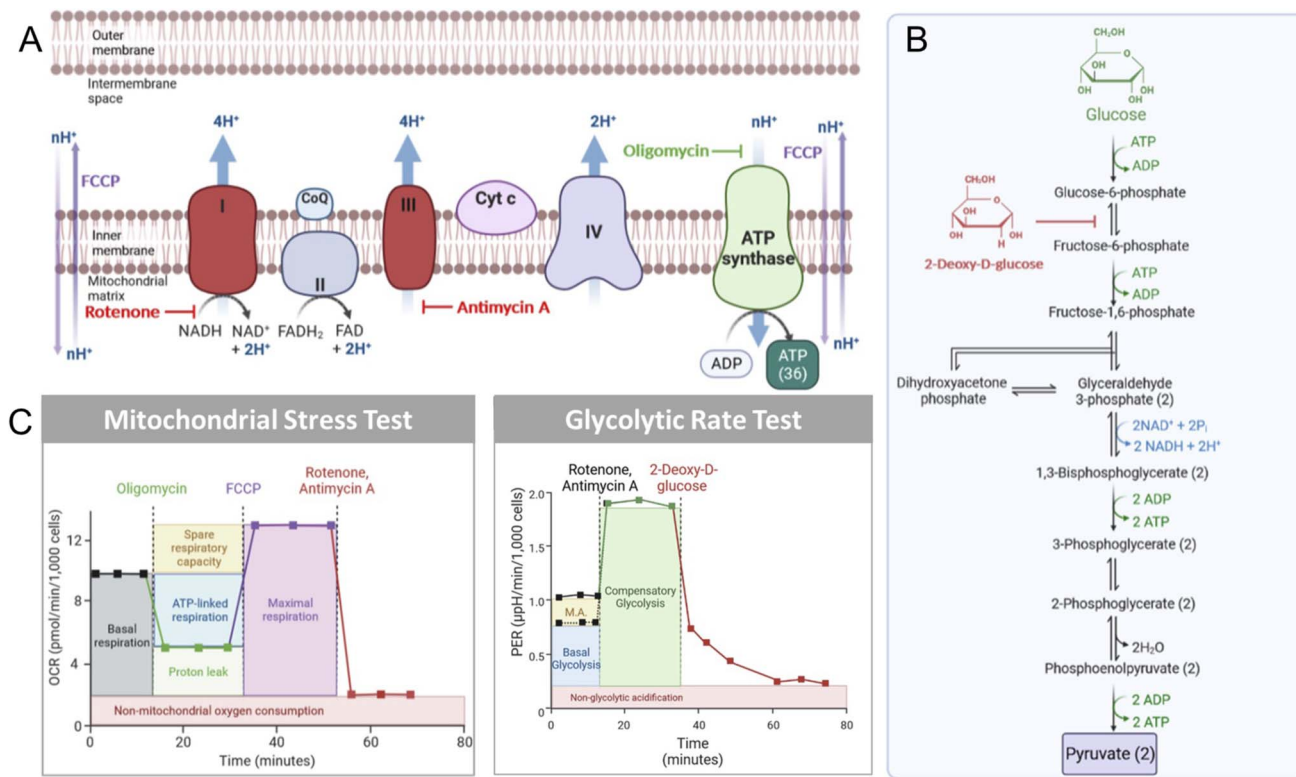 A
Outer
membrane
Intermembrane
space
4H⁺
4H⁺
2H⁺
nH⁺
nH⁺
nH⁺
Oligomycin
FCCP
FCCP
I
CoQ
II
III
Cyt c
IV
ATP
synthase
Inner
membrane
Mitochondrial
matrix
Rotenone
Antimycin A
NADH
NAD⁺
+ 2H⁺
FADH₂
FAD
+ 2H⁺
nH⁺
nH⁺
ADP
ATP
(36)
B
CH₂OH
O
OH
OH
OH
OH
Glucose
ATP
ADP
Glucose-6-phosphate
CH₂OH
O
OH
OH
OH
H
2-Deoxy-D-glucose
Fructose-6-phosphate
ATP
ADP
Fructose-1,6-phosphate
Dihydroxyacetone
phosphate
Glyceraldehyde
3-phosphate (2)
2NAD⁺ + 2Pᵢ
2 NADH + 2H⁺
1,3-Bisphosphoglycerate (2)
2 ADP
2 ATP
3-Phosphoglycerate (2)
2-Phosphoglycerate (2)
2H₂O
Phosphoenolpyruvate (2)
2 ADP
2 ATP
Pyruvate (2)
C
Mitochondrial Stress Test
Oligomycin
FCCP
Rotenone,
Antimycin A
OCR (pmol/min/1,000 cells)
12
8
4
0
Basal
respiration
Spare
respiratory
capacity
ATP-linked
respiration
Proton leak
Maximal
respiration
Non-mitochondrial oxygen consumption
0
20
40
60
80
Time (minutes)
Glycolytic Rate Test
Rotenone,
Antimycin A
2-Deoxy-D-
glucose
PER (µpH/min/1,000 cells)
2.0
1.5
1.0
0.5
0
M.A.
Basal
Glycolysis
Compensatory
Glycolysis
Non-glycolytic acidification
0
20
40
60
80
Time
(minutes)